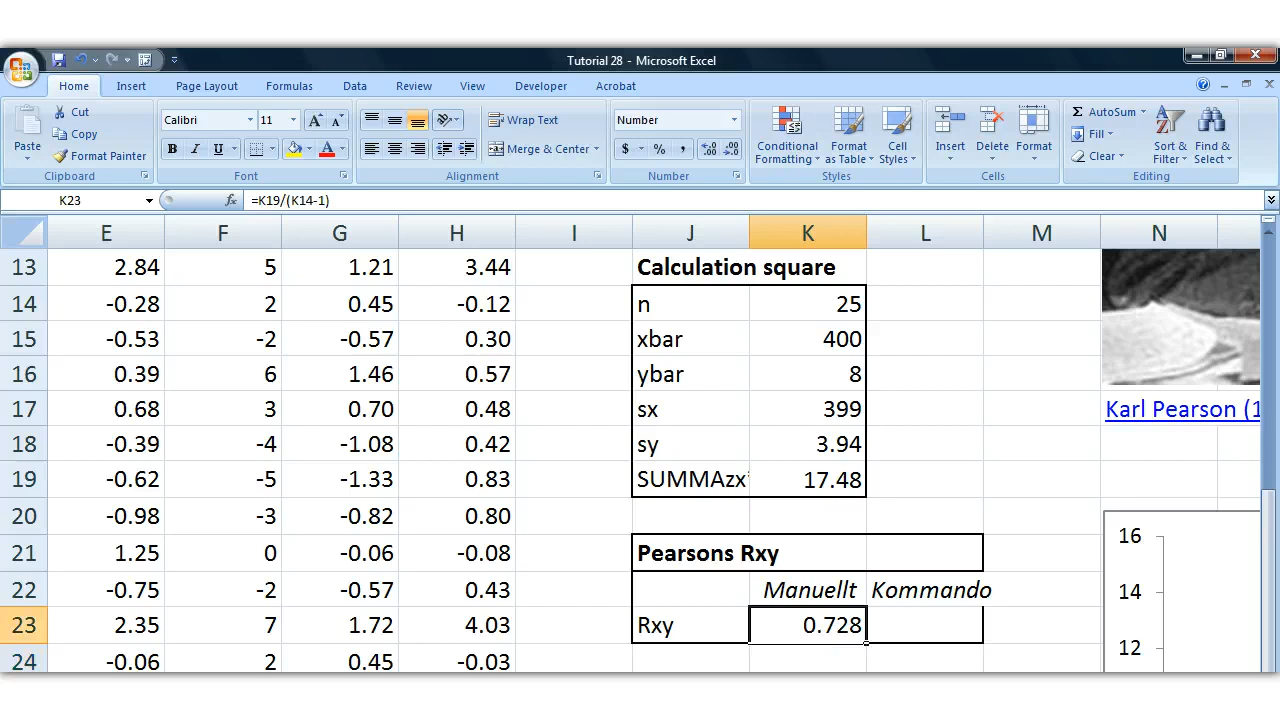 Tutorial 28 - Microsoft Excel
Home Insert Page Layout Formulas Data Review View Developer Acrobat
Paste Cut Copy Format Painter Clipboard
Calibri 11 A A B I U A Font
Wrap Text Merge & Center Alignment
Number $ % , .00 .0 Number
Conditional Formatting Format as Table Cell Styles Styles
Insert Delete Format Cells
Σ AutoSum Fill Clear Sort & Filter Find & Select Editing
K23 fx =K19/(K14-1)
E F G H I J K L M N
13 2.84 5 1.21 3.44 Calculation square
14 -0.28 2 0.45 -0.12 n 25
15 -0.53 -2 -0.57 0.30 xbar 400
16 0.39 6 1.46 0.57 ybar 8
17 0.68 3 0.70 0.48 sx 399 Karl Pearson (1
18 -0.39 -4 -1.08 0.42 sy 3.94
19 -0.62 -5 -1.33 0.83 SUMMAzx* 17.48
20 -0.98 -3 -0.82 0.80
21 1.25 0 -0.06 -0.08 Pearsons Rxy 16
22 -0.75 -2 -0.57 0.43 Manuellt Kommando 14
23 2.35 7 1.72 4.03 Rxy 0.728 12
24 -0.06 2 0.45 -0.03